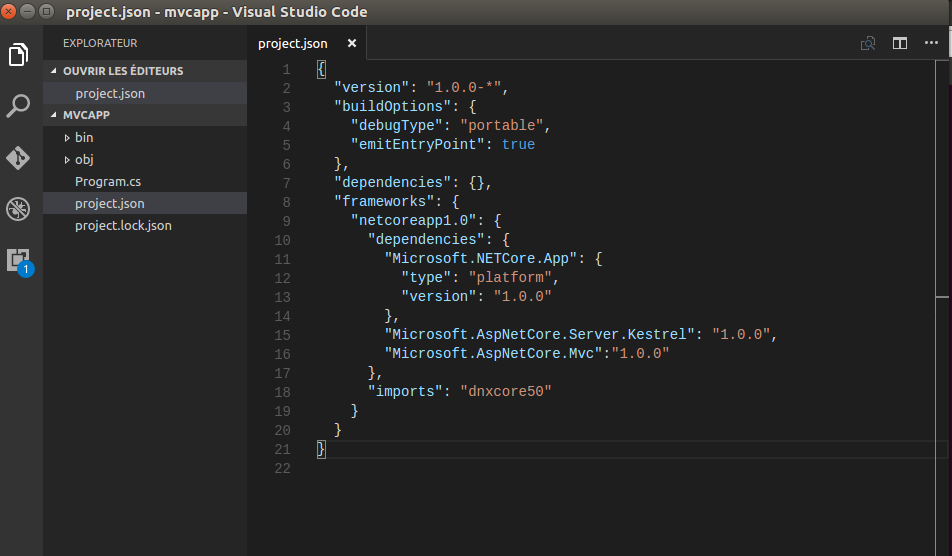 project.json - mvcapp - Visual Studio Code
EXPLORATEUR
OUVRIR LES ÉDITEURS
project.json
MVCAPP
bin
obj
Program.cs
project.json
project.lock.json
1
project.json
1 {
2 "version": "1.0.0-*",
3 "buildOptions": {
4 "debugType": "portable",
5 "emitEntryPoint": true
6 },
7 "dependencies": {},
8 "frameworks": {
9 "netcoreapp1.0": {
10 "dependencies": {
11 "Microsoft.NETCore.App": {
12 "type": "platform",
13 "version": "1.0.0"
14 },
15 "Microsoft.AspNetCore.Server.Kestrel": "1.0.0",
16 "Microsoft.AspNetCore.Mvc":"1.0.0"
17 },
18 "imports": "dnxcore50"
19 }
20 }
21 }
22